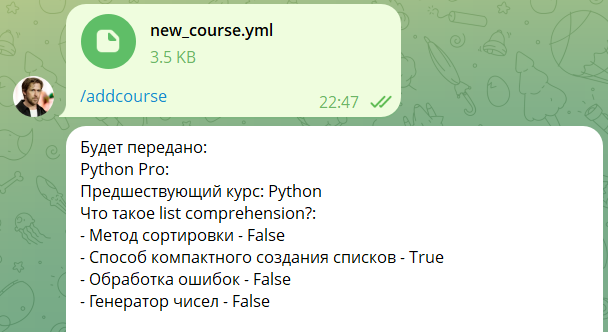 new_course.yml
3.5 KB
/addcourse
22:47
Будет передано:
Python Pro:
Предшествующий курс: Python
Что такое list comprehension?:
- Метод сортировки - False
- Способ компактного создания списков - True
- Обработка ошибок - False
- Генератор чисел - False